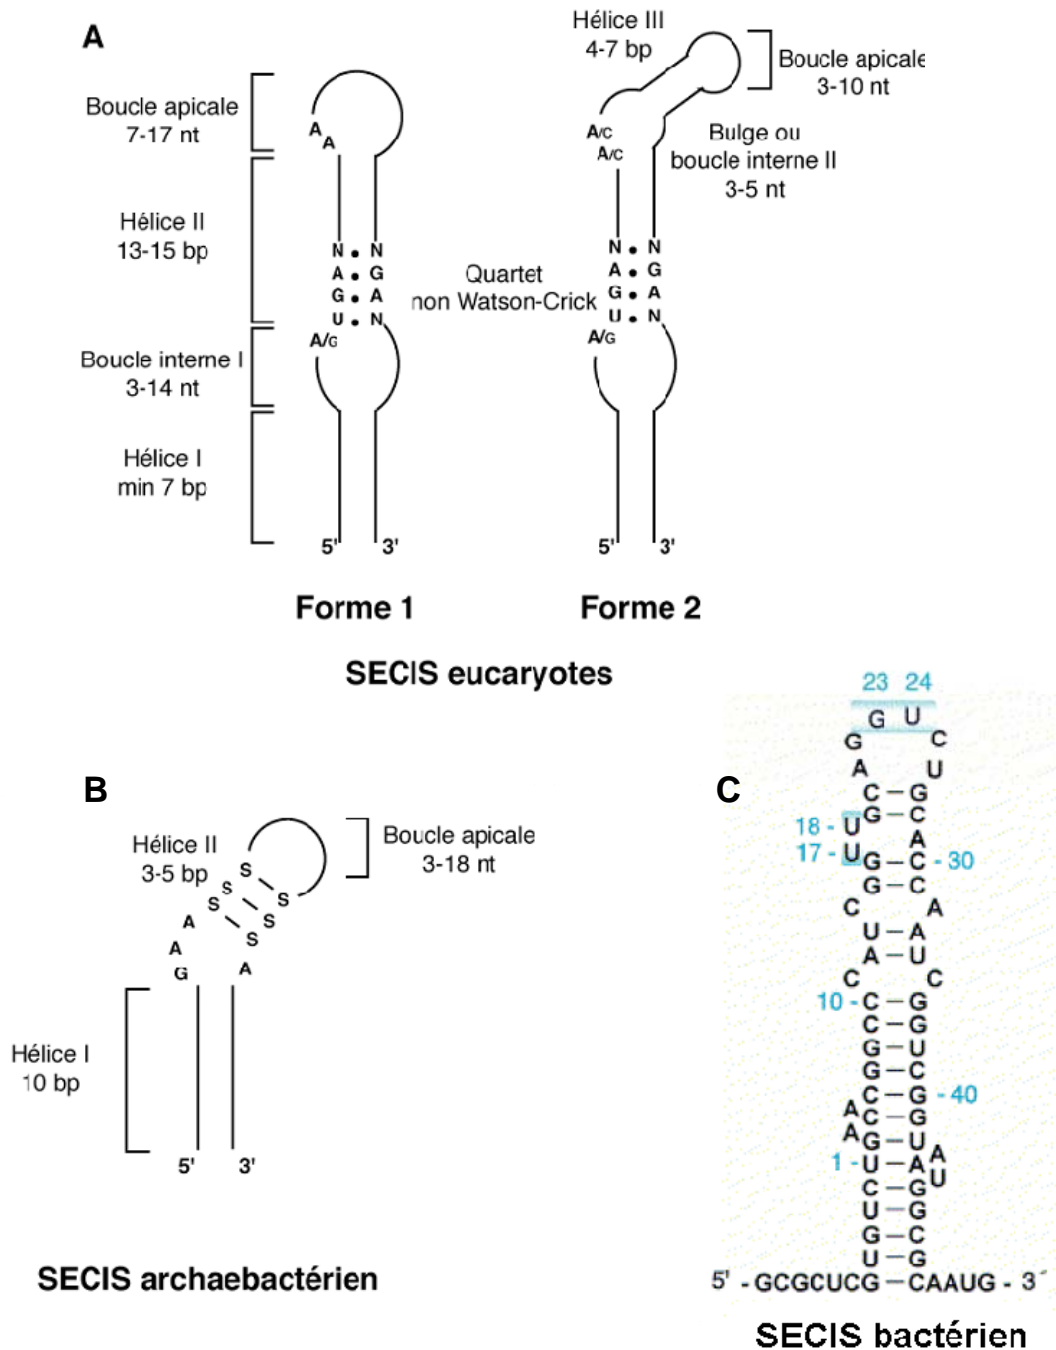 A
Boucle apicale
7-17 nt
A
A
Hélice II
13-15 bp
N • N
A • G
G • A
U • N
A/G
Boucle interne I
3-14 nt
Hélice I
min 7 bp
5' 3'
Forme 1
Hélice III
4-7 bp
Boucle apicale
3-10 nt
A/C
A/C
Bulge ou
boucle interne II
3-5 nt
Quartet
non Watson-Crick
N • N
A • G
G • A
U • N
A/G
5' 3'
Forme 2
SECIS eucaryotes
B
Hélice II
3-5 bp
Boucle apicale
3-18 nt
S
S S
S S
A S
A
G A
Hélice I
10 bp
5' 3'
SECIS archaebactérien
C
23 24
G U
G C
A U
C – G
G – C
18 - U A
17 - U G – C - 30
G – C
C A
U – A
A – U
C C
10 - C – G
C – G
G – U
G – C
C – G - 40
A C – G
A G – U A
1 - U – A U
C – G
U – G
G – C
U – G
5' -GCGCUCG – CAAUG - 3´
SECIS bactérien